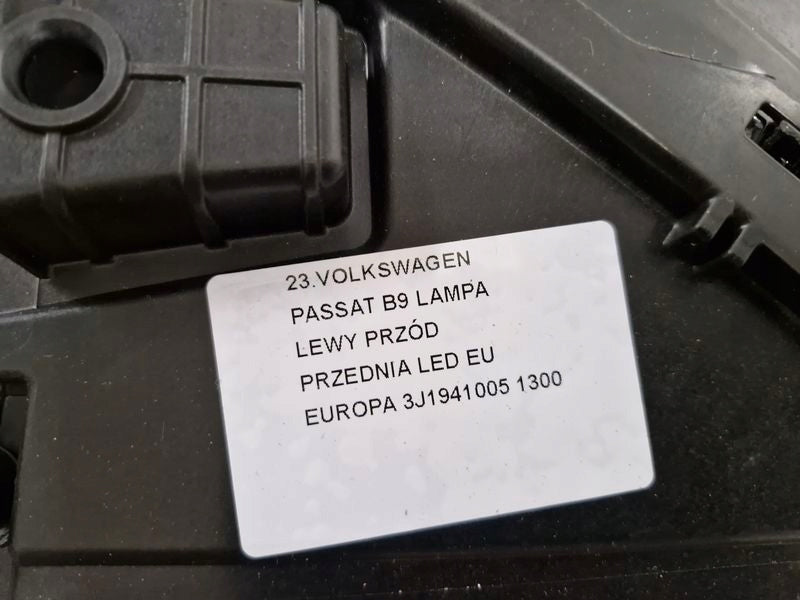 23.VOLKSWAGEN
PASSAT B9 LAMPA
LEWY PRZÓD
PRZEDNIA LED EU
EUROPA 3J1941005 1300